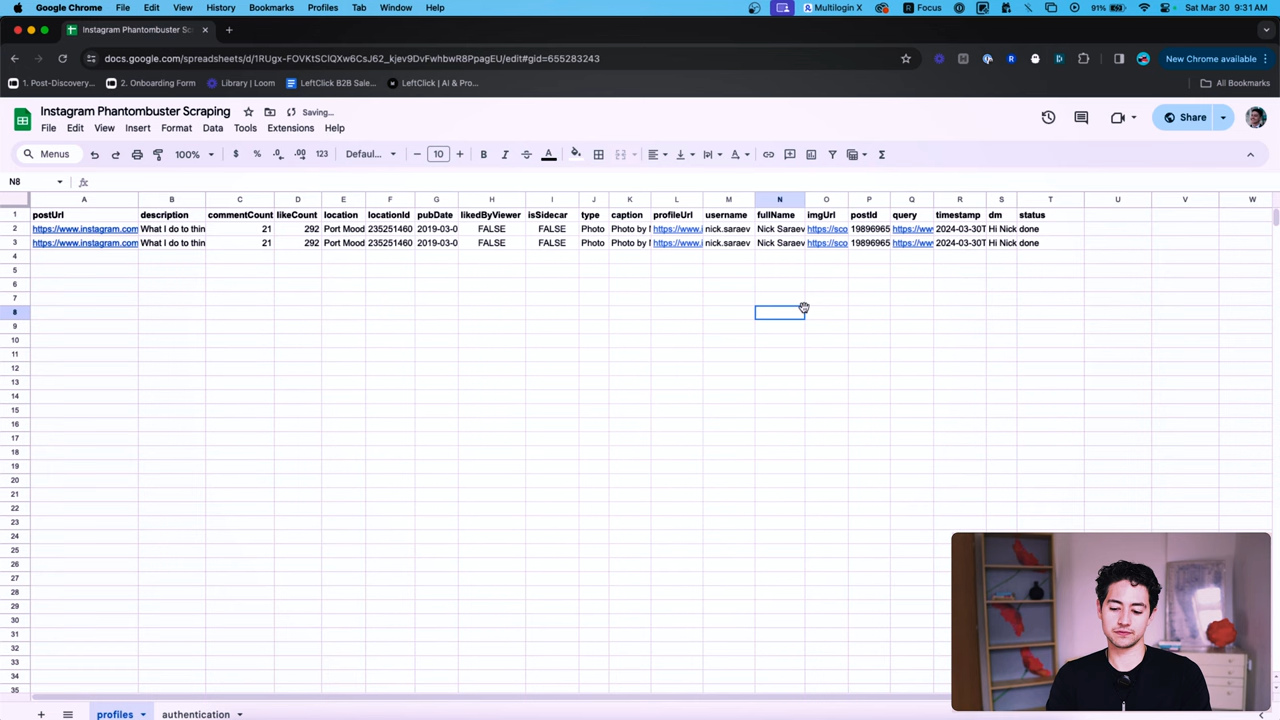 Google Chrome File Edit View History Bookmarks Profiles Tab Window Help Multilogin X Focus 91% Sat Mar 30 9:31 AM
Instagram Phantombuster Sc
docs.google.com/spreadsheets/d/1RUgx-FOVKtSCIQXw6CsJ62_kjev9DvFwhbwR8PpagEU/edit#gid=655283243 New Chrome available
1. Post-Discovery... 2. Onboarding Form Library | Loom LeftClick B2B Sale... LeftClick | AI & Pro... All Bookmarks
Instagram Phantombuster Scraping Saving... Share
File Edit View Insert Format Data Tools Extensions Help
Menus 100% $ % .0 .00 123 Defaul... 10 B I A
N8 fx
A B C D E F G H I J K L M N O P Q R S T U V W
1 postUrl description commentCount likeCount location locationId pubDate likedByViewer isSidecar type caption profileUrl username fullName imgUrl postId query timestamp dm status
2 https://www.instagram.com What I do to thin 21 292 Port Mood 235251460 2019-03-0 FALSE FALSE Photo Photo by https://www.i nick.saraev Nick Saraev https://sco 19896965 https://ww 2024-03-30T Hi Nick done
3 https://www.instagram.com What I do to thin 21 292 Port Mood 235251460 2019-03-0 FALSE FALSE Photo Photo by https://www.i nick.saraev Nick Saraev https://sco 19896965 https://ww 2024-03-30T Hi Nick done
4
5
6
7
8
9
10
11
12
13
14
15
16
17
18
19
20
21
22
23
24
25
26
27
28
29
30
31
32
33
34
35
profiles authentication